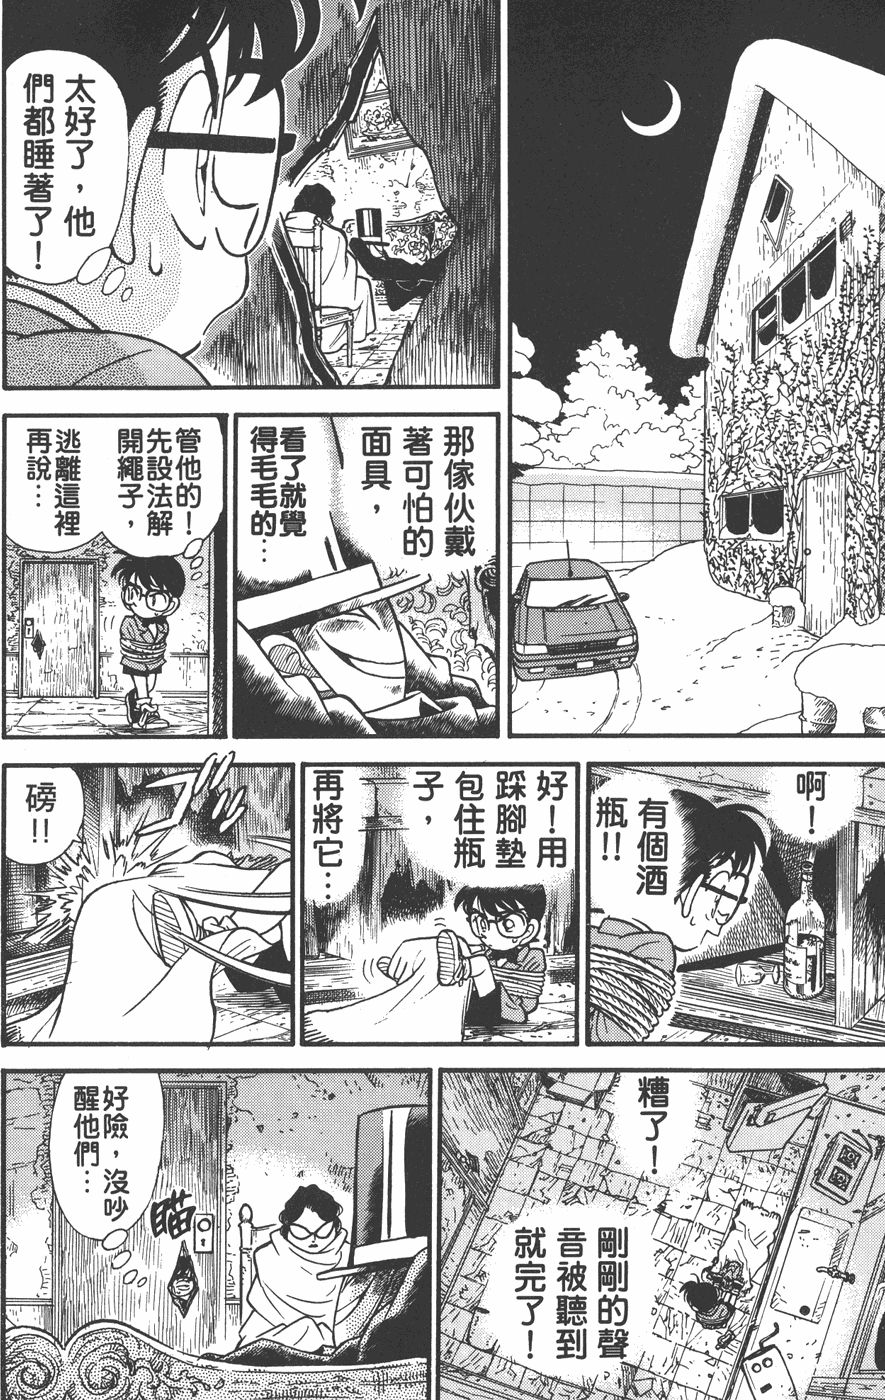 太好了，他
們都睡著了！
那傢伙戴
著可怕的
面具，
看了就覺
得毛毛的…
管他的！
先設法解
開繩子，
逃離這裡
再說…
啊！
有個酒
瓶!!
好！用
踩腳墊
包住瓶
子，
再將它…
磅!!
糟了！
剛剛的聲
音被聽到
就完了！
瞄
好險，沒吵
醒他們…